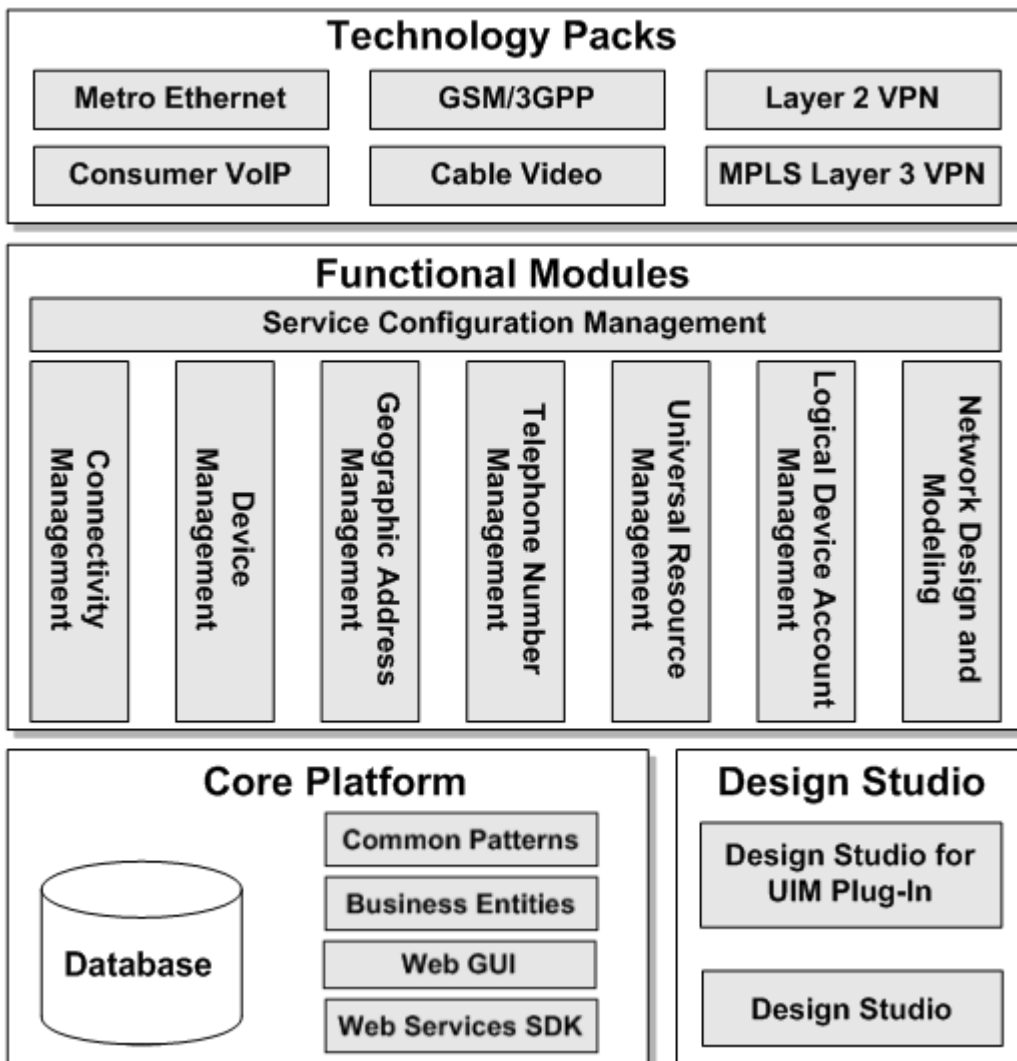 Technology Packs
Metro Ethernet
GSM/3GPP
Layer 2 VPN
Consumer VoIP
Cable Video
MPLS Layer 3 VPN
Functional Modules
Service Configuration Management
Connectivity
Management
Device
Management
Geographic Address
Management
Telephone Number
Management
Universal Resource
Management
Logical Device Account
Management
Network Design and
Modeling
Core Platform
Database
Common Patterns
Business Entities
Web GUI
Web Services SDK
Design Studio
Design Studio for
UIM Plug-In
Design Studio